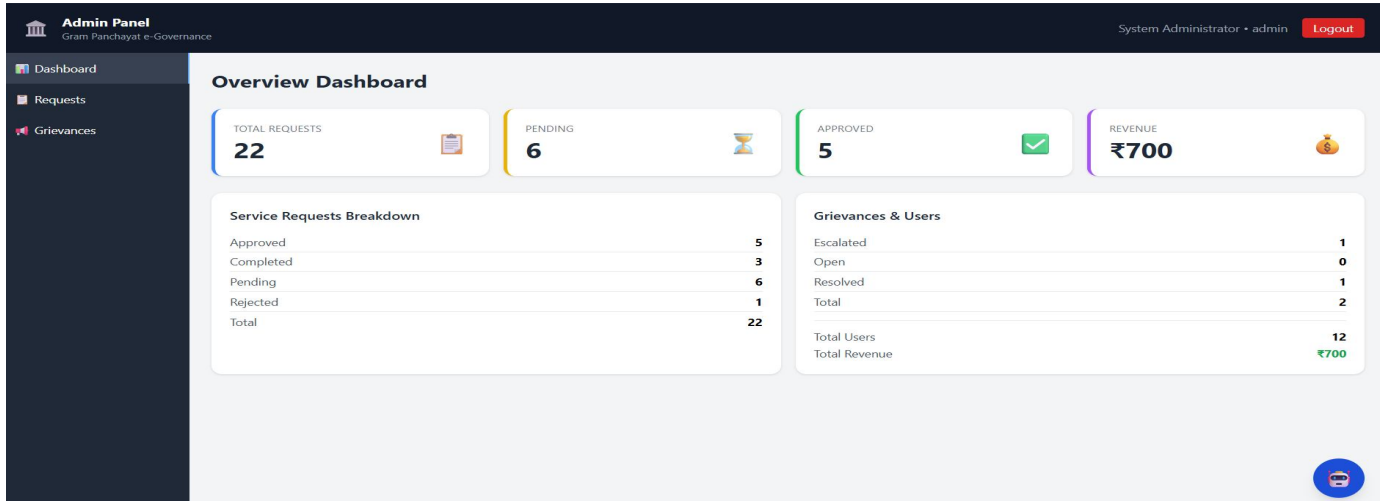 Admin Panel
Gram Panchayat e-Governance
System Administrator • admin
Logout
Dashboard
Requests
Grievances
Overview Dashboard
TOTAL REQUESTS
22
PENDING
6
APPROVED
5
REVENUE
₹700
Service Requests Breakdown
Approved 5
Completed 3
Pending 6
Rejected 1
Total 22
Grievances & Users
Escalated 1
Open 0
Resolved 1
Total 2
Total Users 12
Total Revenue ₹700